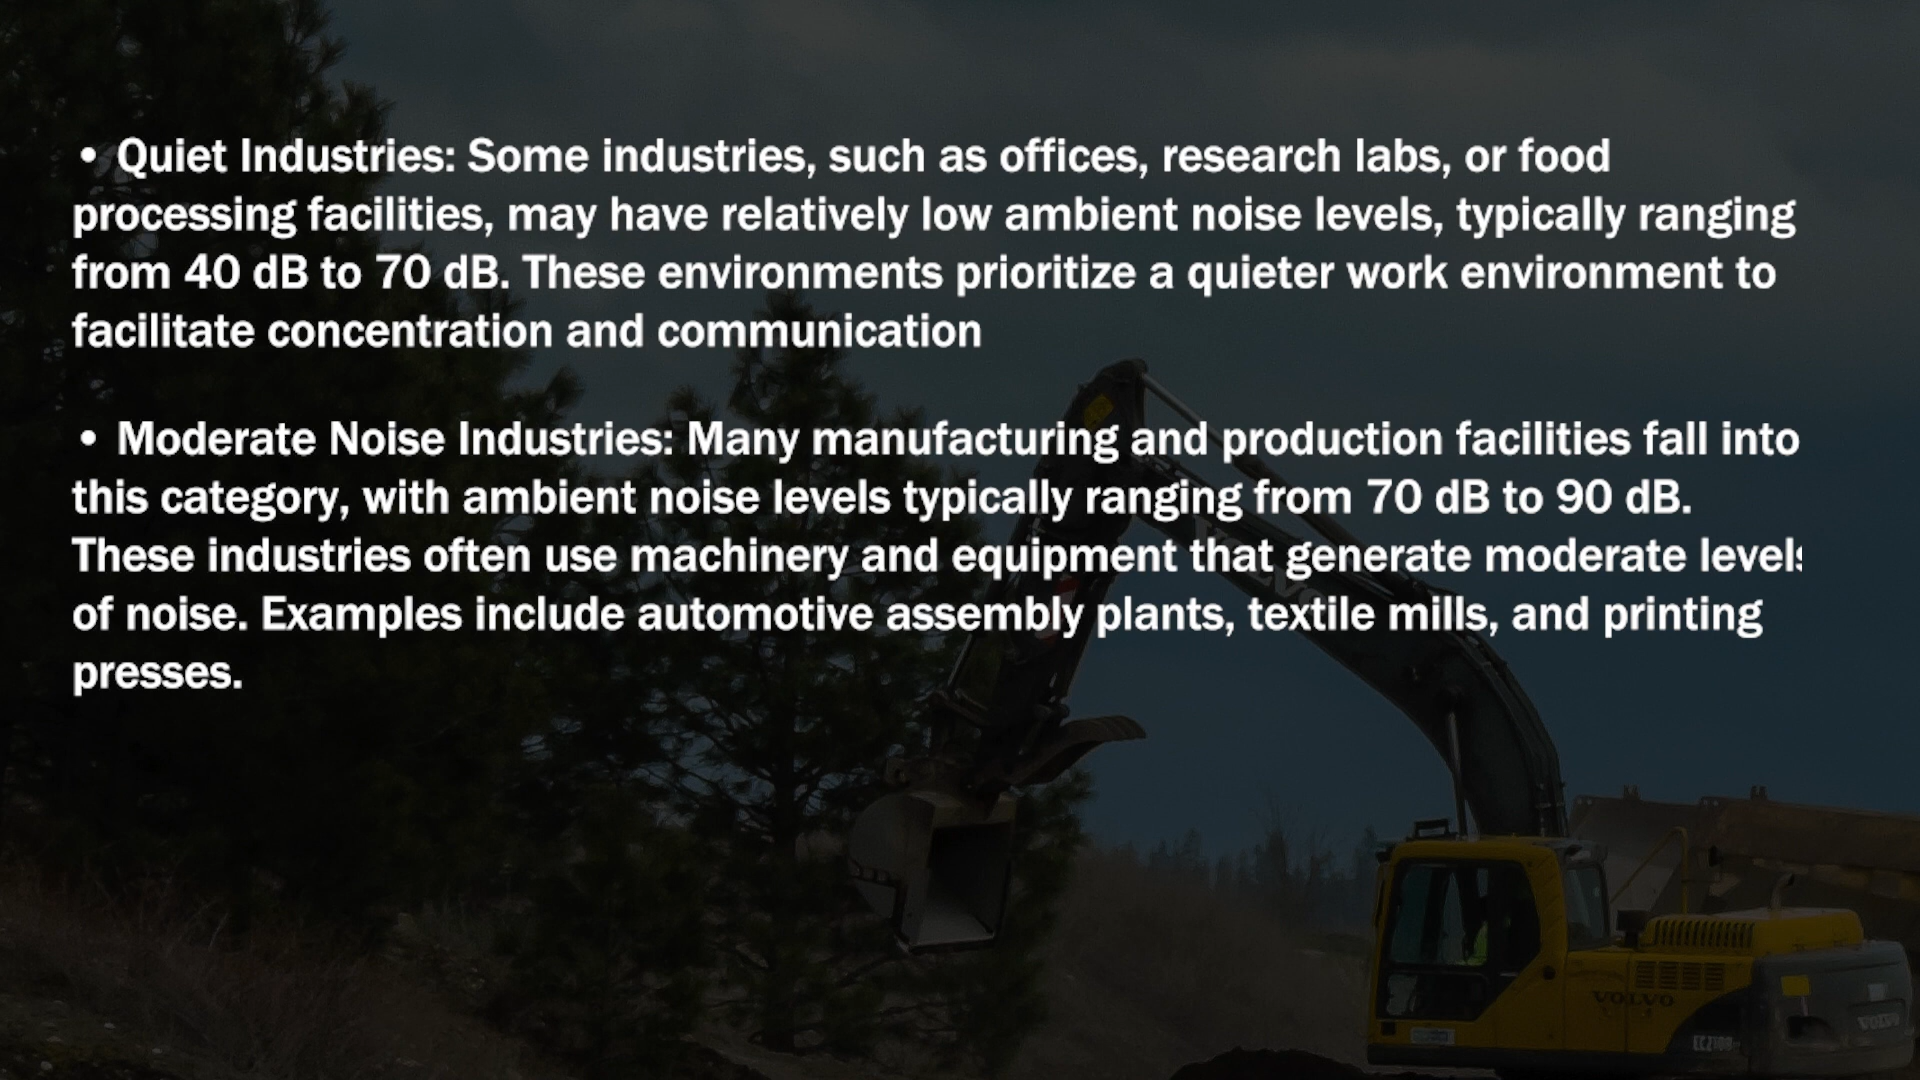 • Quiet Industries: Some industries, such as offices, research labs, or food
processing facilities, may have relatively low ambient noise levels, typically ranging
from 40 dB to 70 dB. These environments prioritize a quieter work environment to
facilitate concentration and communication
• Moderate Noise Industries: Many manufacturing and production facilities fall into
this category, with ambient noise levels typically ranging from 70 dB to 90 dB.
These industries often use machinery and equipment that generate moderate levels
of noise. Examples include automotive assembly plants, textile mills, and printing
presses.
VOLVO
VOLVO
VOLVO